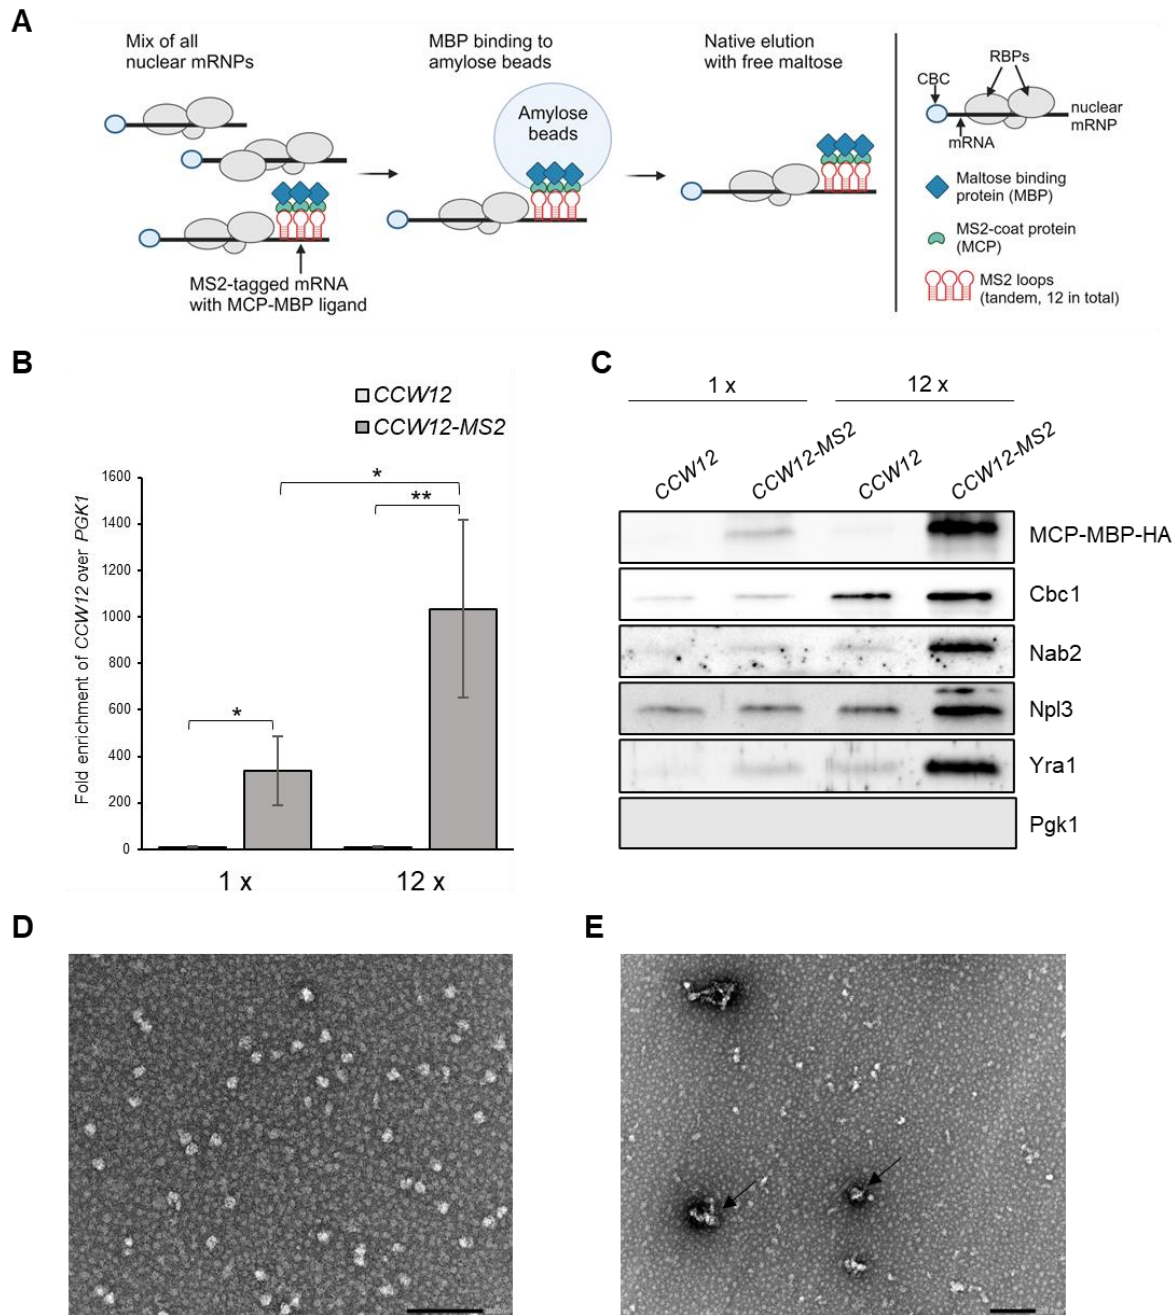 A
Mix of all
nuclear mRNPs
MBP binding to
amylose beads
Native elution
with free maltose
Amylose
beads
MS2-tagged mRNA
with MCP-MBP ligand
RBPs
CBC
nuclear
mRNP
mRNA
Maltose binding
protein (MBP)
MS2-coat protein
(MCP)
MS2 loops
(tandem, 12 in total)
B
CCW12
CCW12-MS2
Fold enrichment of CCW12 over PGK1
1600
1400
1200
1000
800
600
400
200
0
*
**
*
1 x
12 x
C
1 x
12 x
CCW12
CCW12-MS2
CCW12
CCW12-MS2
MCP-MBP-HA
Cbc1
Nab2
Npl3
Yra1
Pgk1
D
E